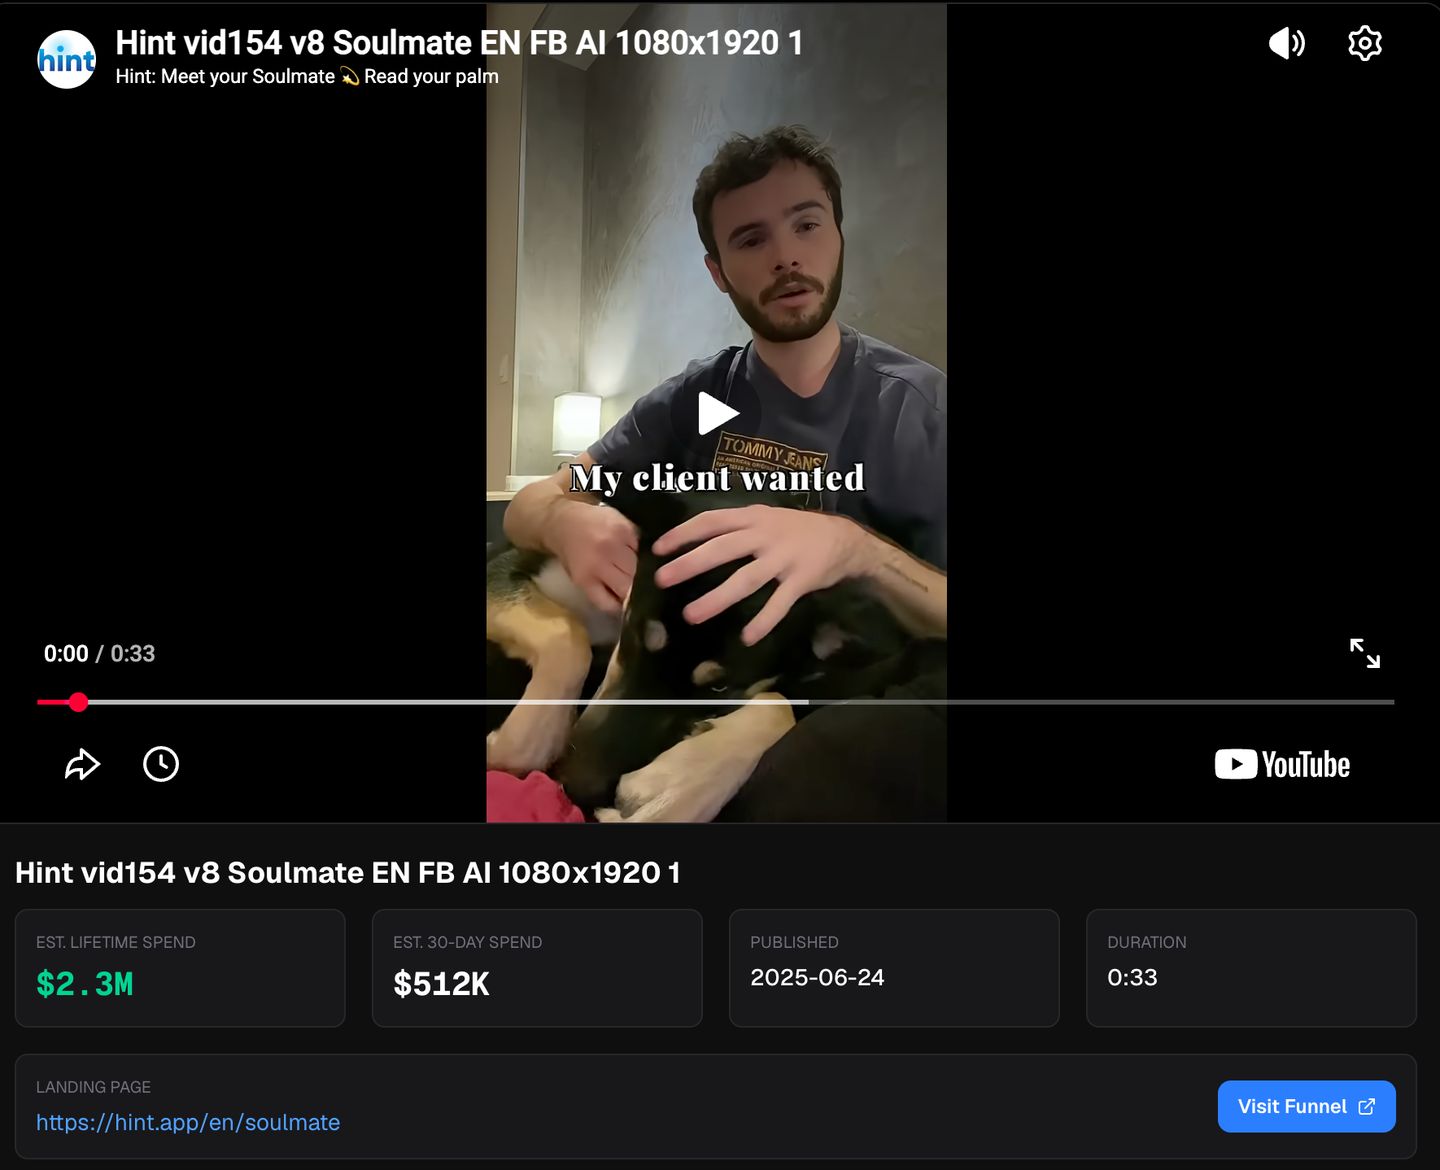 hint
Hint vid154 v8 Soulmate EN FB AI 1080x1920 1
Hint: Meet your Soulmate 💫 Read your palm
TOMMY JEANS
My client wanted
0:00 / 0:33
YouTube
Hint vid154 v8 Soulmate EN FB AI 1080x1920 1
EST. LIFETIME SPEND
$2.3M
EST. 30-DAY SPEND
$512K
PUBLISHED
2025-06-24
DURATION
0:33
LANDING PAGE
https://hint.app/en/soulmate
Visit Funnel